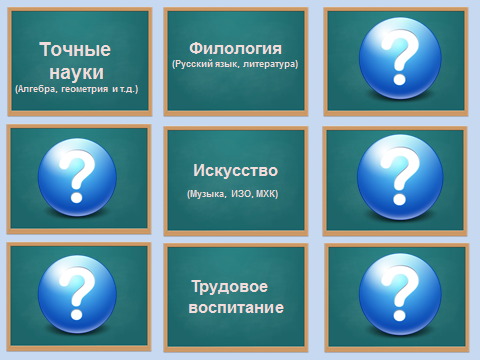 Точные
науки
(Алгебра, геометрия и т.д.)
Филология
(Русский язык, литература)
?
?
Искусство
(Музыка, ИЗО, МХК)
?
?
Трудовое
воспитание
?